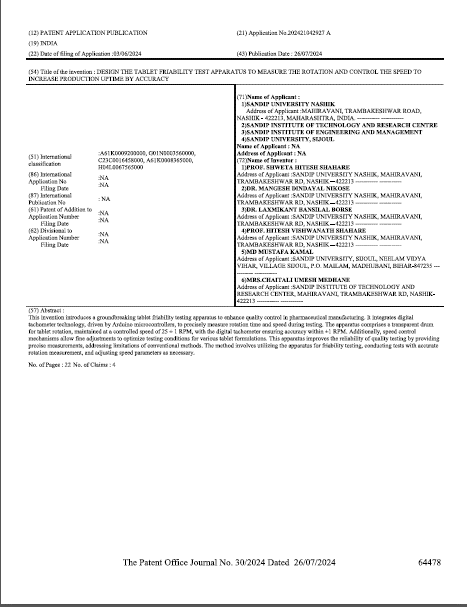 (12) PATENT APPLICATION PUBLICATION
(21) Application No.202421042927 A
(19) INDIA
(22) Date of filing of Application :03/06/2024
(43) Publication Date : 26/07/2024
(54) Title of the invention : DESIGN THE TABLET FRIABILITY TEST APPARATUS TO MEASURE THE ROTATION AND CONTROL THE SPEED TO
INCREASE PRODUCTION UPTIME BY ACCURACY
(51) International
classification
:A61K0009200000, G01N0003560000,
C23C0016458000, A61K0008365000,
H04L0067565000
(86) International
Application No
Filing Date
:NA
:NA
(87) International
Publication No
: NA
(61) Patent of Addition to
Application Number
Filing Date
:NA
:NA
(62) Divisional to
Application Number
Filing Date
:NA
:NA
(71)Name of Applicant :
1)SANDIP UNIVERSITY NASHIK
Address of Applicant :MAHIRAVANI, TRAMBAKESHWAR ROAD,
NASHIK - 422213, MAHARASHTRA, INDIA. ----------- -----------
2)SANDIP INSTITUTE OF TECHNOLOGY AND RESEARCH CENTRE
3)SANDIP INSTITUTE OF ENGINEERING AND MANAGEMENT
4)SANDIP UNIVERSITY, SIJOUL
Name of Applicant : NA
Address of Applicant : NA
(72)Name of Inventor :
1)PROF. SHWETA HITESH SHAHARE
Address of Applicant :SANDIP UNIVERSITY NASHIK, MAHIRAVANI,
TRAMBAKESHWAR RD, NASHIK—422213 ----------- -----------
2)DR. MANGESH DINDAYAL NIKOSE
Address of Applicant :SANDIP UNIVERSITY NASHIK, MAHIRAVANI,
TRAMBAKESHWAR RD, NASHIK—422213 ----------- -----------
3)DR. LAXMIKANT BANSILAL BORSE
Address of Applicant :SANDIP UNIVERSITY NASHIK, MAHIRAVANI,
TRAMBAKESHWAR RD, NASHIK—422213 ----------- -----------
4)PROF. HITESH VISHWANATH SHAHARE
Address of Applicant :SANDIP UNIVERSITY NASHIK, MAHIRAVANI,
TRAMBAKESHWAR RD, NASHIK—422213 ----------- -----------
5)MD MUSTAFA KAMAL
Address of Applicant :SANDIP UNIVERSITY, SIJOUL, NEELAM VIDYA
VIHAR, VILLAGE SIJOUL, P.O. MAILAM, MADHUBANI, BIHAR-847235 ---
-------- -----------
6)MRS.CHAITALI UMESH MEDHANE
Address of Applicant :SANDIP INSTITUTE OF TECHNOLOGY AND
RESEARCH CENTER, MAHIRAVANI, TRAMBAKESHWAR RD, NASHIK-
422213 ----------- -----------
(57) Abstract :
This invention introduces a groundbreaking tablet friability testing apparatus to enhance quality control in pharmaceutical manufacturing. It integrates digital
tachometer technology, driven by Arduino microcontrollers, to precisely measure rotation time and speed during testing. The apparatus comprises a transparent drum
for tablet rotation, maintained at a controlled speed of 25 ± 1 RPM, with the digital tachometer ensuring accuracy within ±1 RPM. Additionally, speed control
mechanisms allow fine adjustments to optimize testing conditions for various tablet formulations. This apparatus improves the reliability of quality testing by providing
precise measurements, addressing limitations of conventional methods. The method involves utilizing the apparatus for friability testing, conducting tests with accurate
rotation measurement, and adjusting speed parameters as necessary.
No. of Pages : 22 No. of Claims : 4
The Patent Office Journal No. 30/2024 Dated 26/07/2024
64478